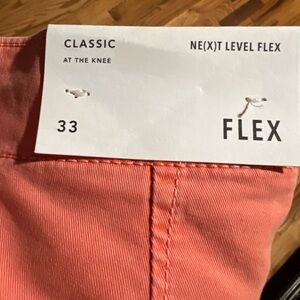 CLASSIC NE(X)T LEVEL FLEX
AT THE KNEE
33 FLEX